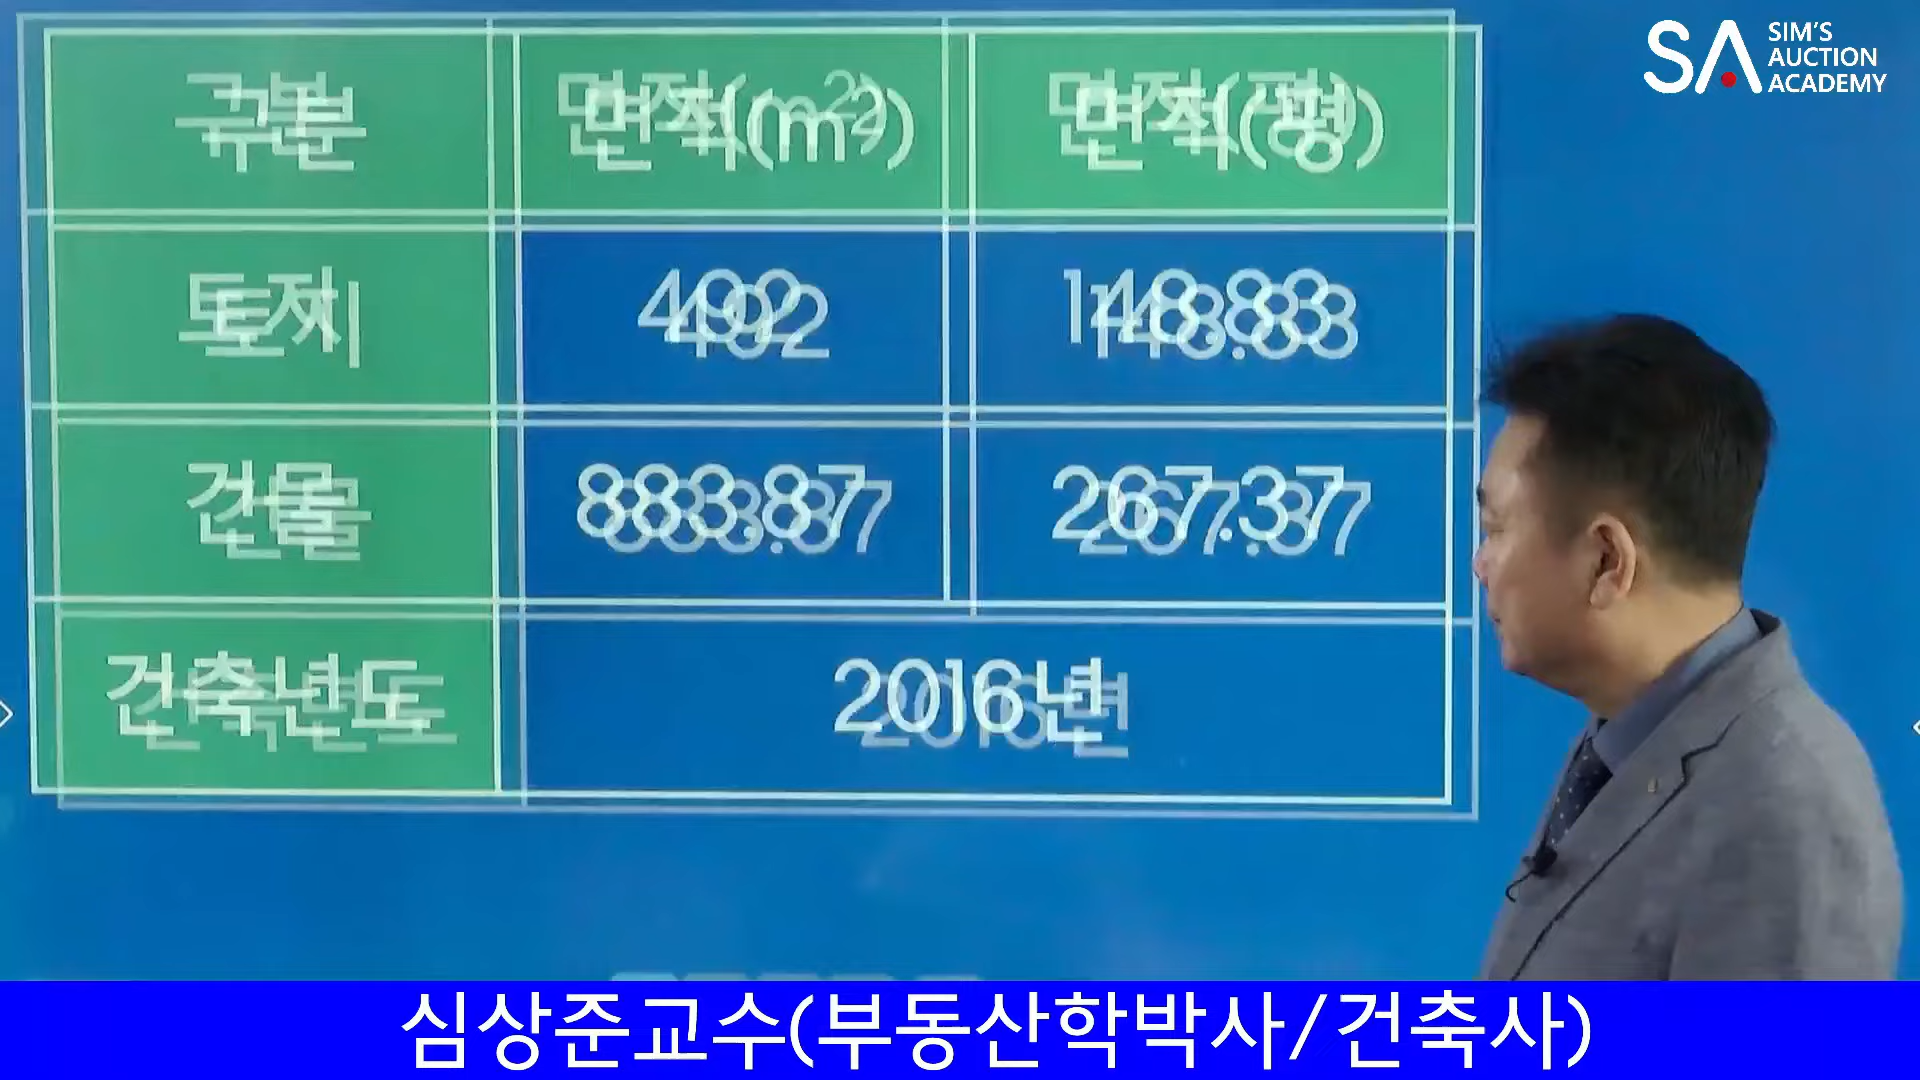 SA SIM'S
AUCTION
ACADEMY
구분 면적(m²) 면적(평)
토지 492 148.83
건물 883.87 267.37
건축년도 2016년
심상준교수(부동산학박사/건축사)